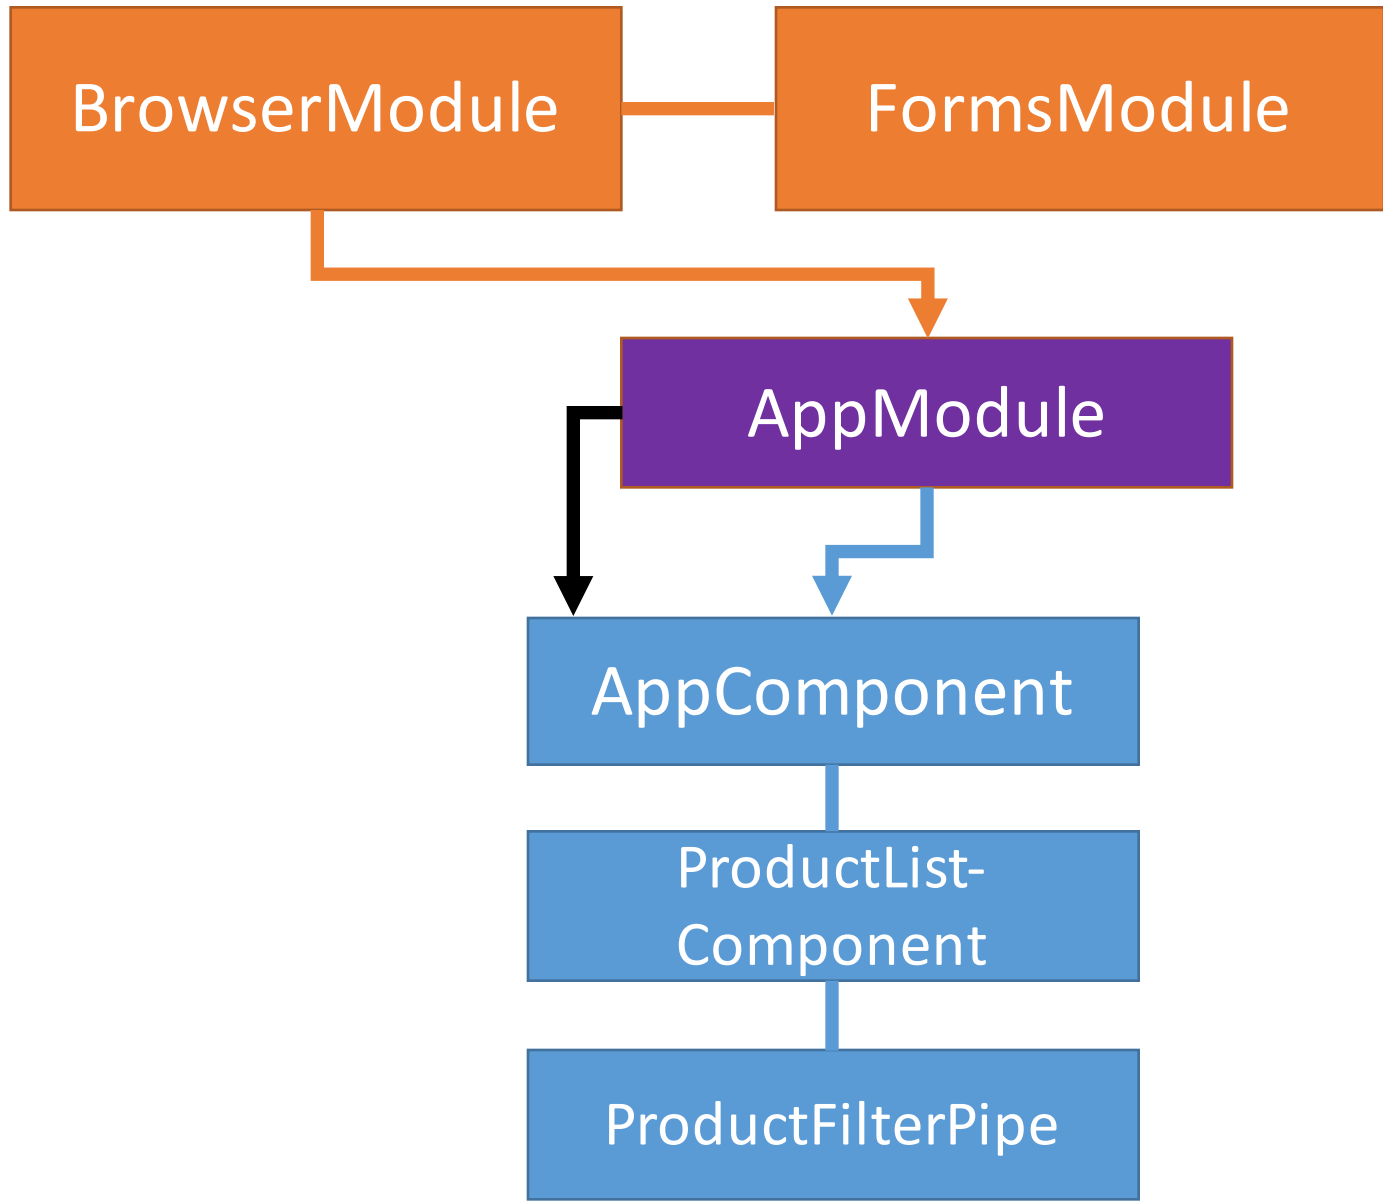 BrowserModule
FormsModule
AppModule
AppComponent
ProductList-
Component
ProductFilterPipe